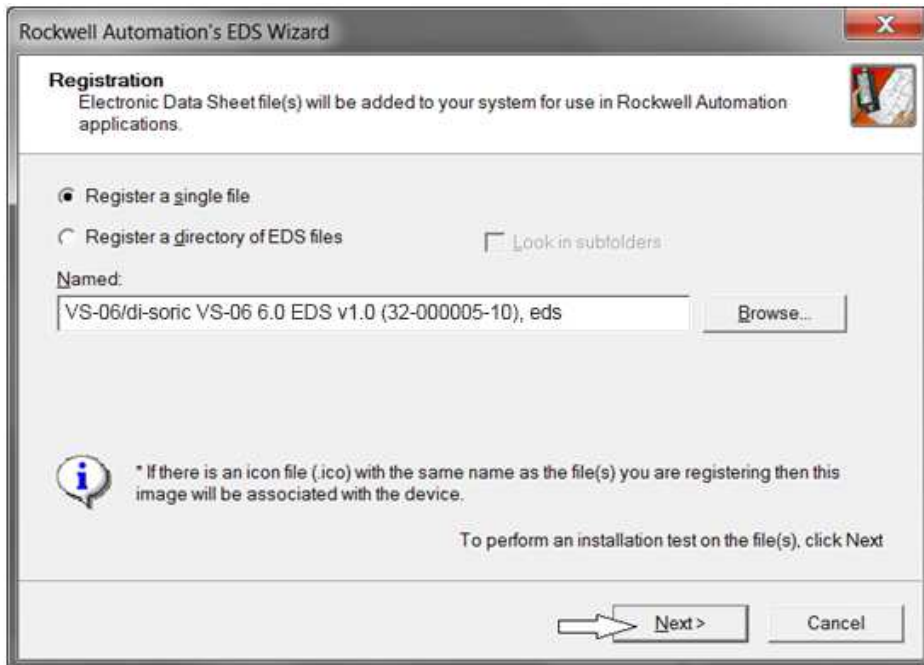 Rockwell Automation's EDS Wizard
Registration
Electronic Data Sheet file(s) will be added to your system for use in Rockwell Automation
applications.
Register a single file
Register a directory of EDS files
Look in subfolders
Named:
VS-06/di-soric VS-06 6.0 EDS v1.0 (32-000005-10), eds
Browse...
* If there is an icon file (.ico) with the same name as the file(s) you are registering then this
image will be associated with the device.
To perform an installation test on the file(s), click Next
Next >
Cancel